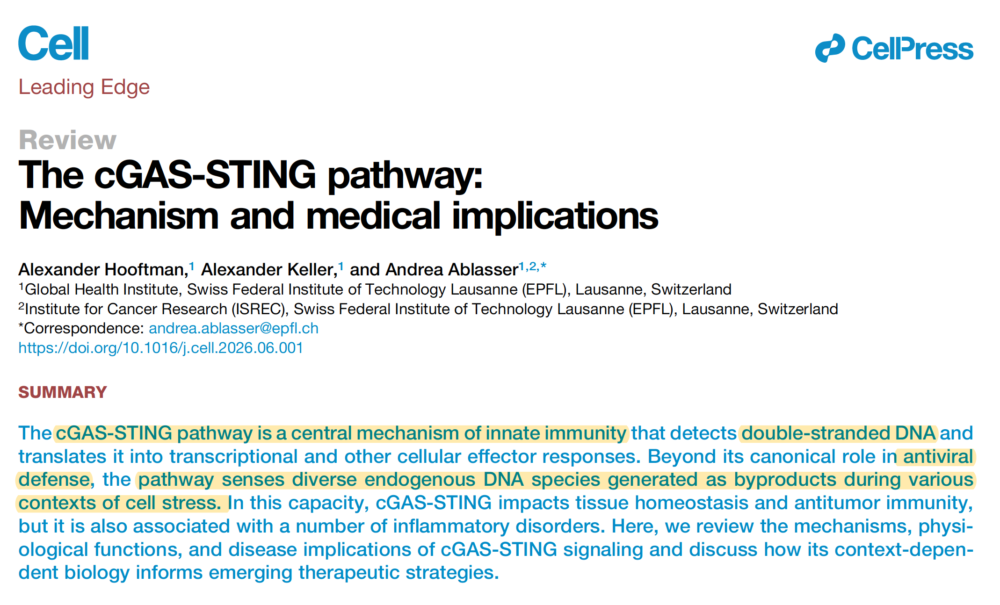 Cell
CellPress
Leading Edge
Review
The cGAS-STING pathway:
Mechanism and medical implications
Alexander Hooftman,1 Alexander Keller,1 and Andrea Ablasser1,2,*
1Global Health Institute, Swiss Federal Institute of Technology Lausanne (EPFL), Lausanne, Switzerland
2Institute for Cancer Research (ISREC), Swiss Federal Institute of Technology Lausanne (EPFL), Lausanne, Switzerland
*Correspondence: andrea.ablasser@epfl.ch
https://doi.org/10.1016/j.cell.2026.06.001
SUMMARY
The cGAS-STING pathway is a central mechanism of innate immunity that detects double-stranded DNA and
translates it into transcriptional and other cellular effector responses. Beyond its canonical role in antiviral
defense, the pathway senses diverse endogenous DNA species generated as byproducts during various
contexts of cell stress. In this capacity, cGAS-STING impacts tissue homeostasis and antitumor immunity,
but it is also associated with a number of inflammatory disorders. Here, we review the mechanisms, physi-
ological functions, and disease implications of cGAS-STING signaling and discuss how its context-depen-
dent biology informs emerging therapeutic strategies.